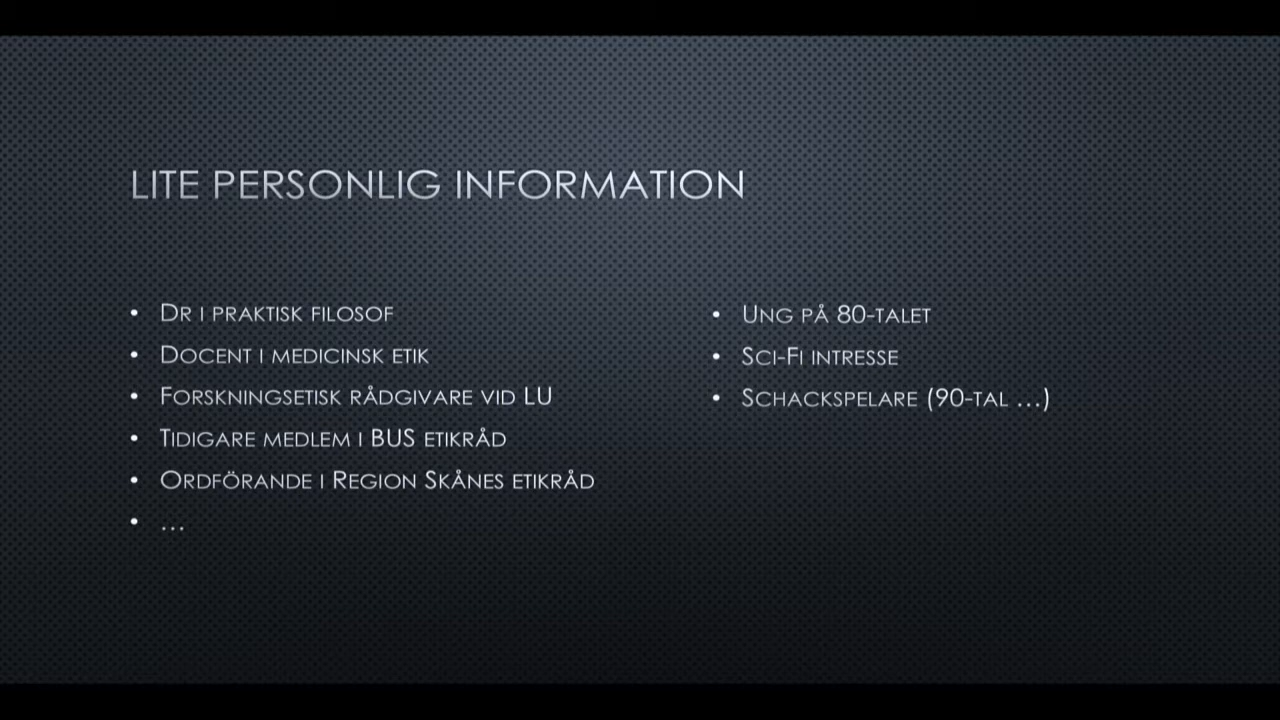 LITE PERSONLIG INFORMATION
• DR I PRAKTISK FILOSOF
• DOCENT I MEDICINSK ETIK
• FORSKNINGSETISK RÅDGIVARE VID LU
• TIDIGARE MEDLEM I BUS ETIKRÅD
• ORDFÖRANDE I REGION SKÅNES ETIKRÅD
• …
• UNG PÅ 80-TALET
• SCI-FI INTRESSE
• SCHACKSPELARE (90-TAL …)